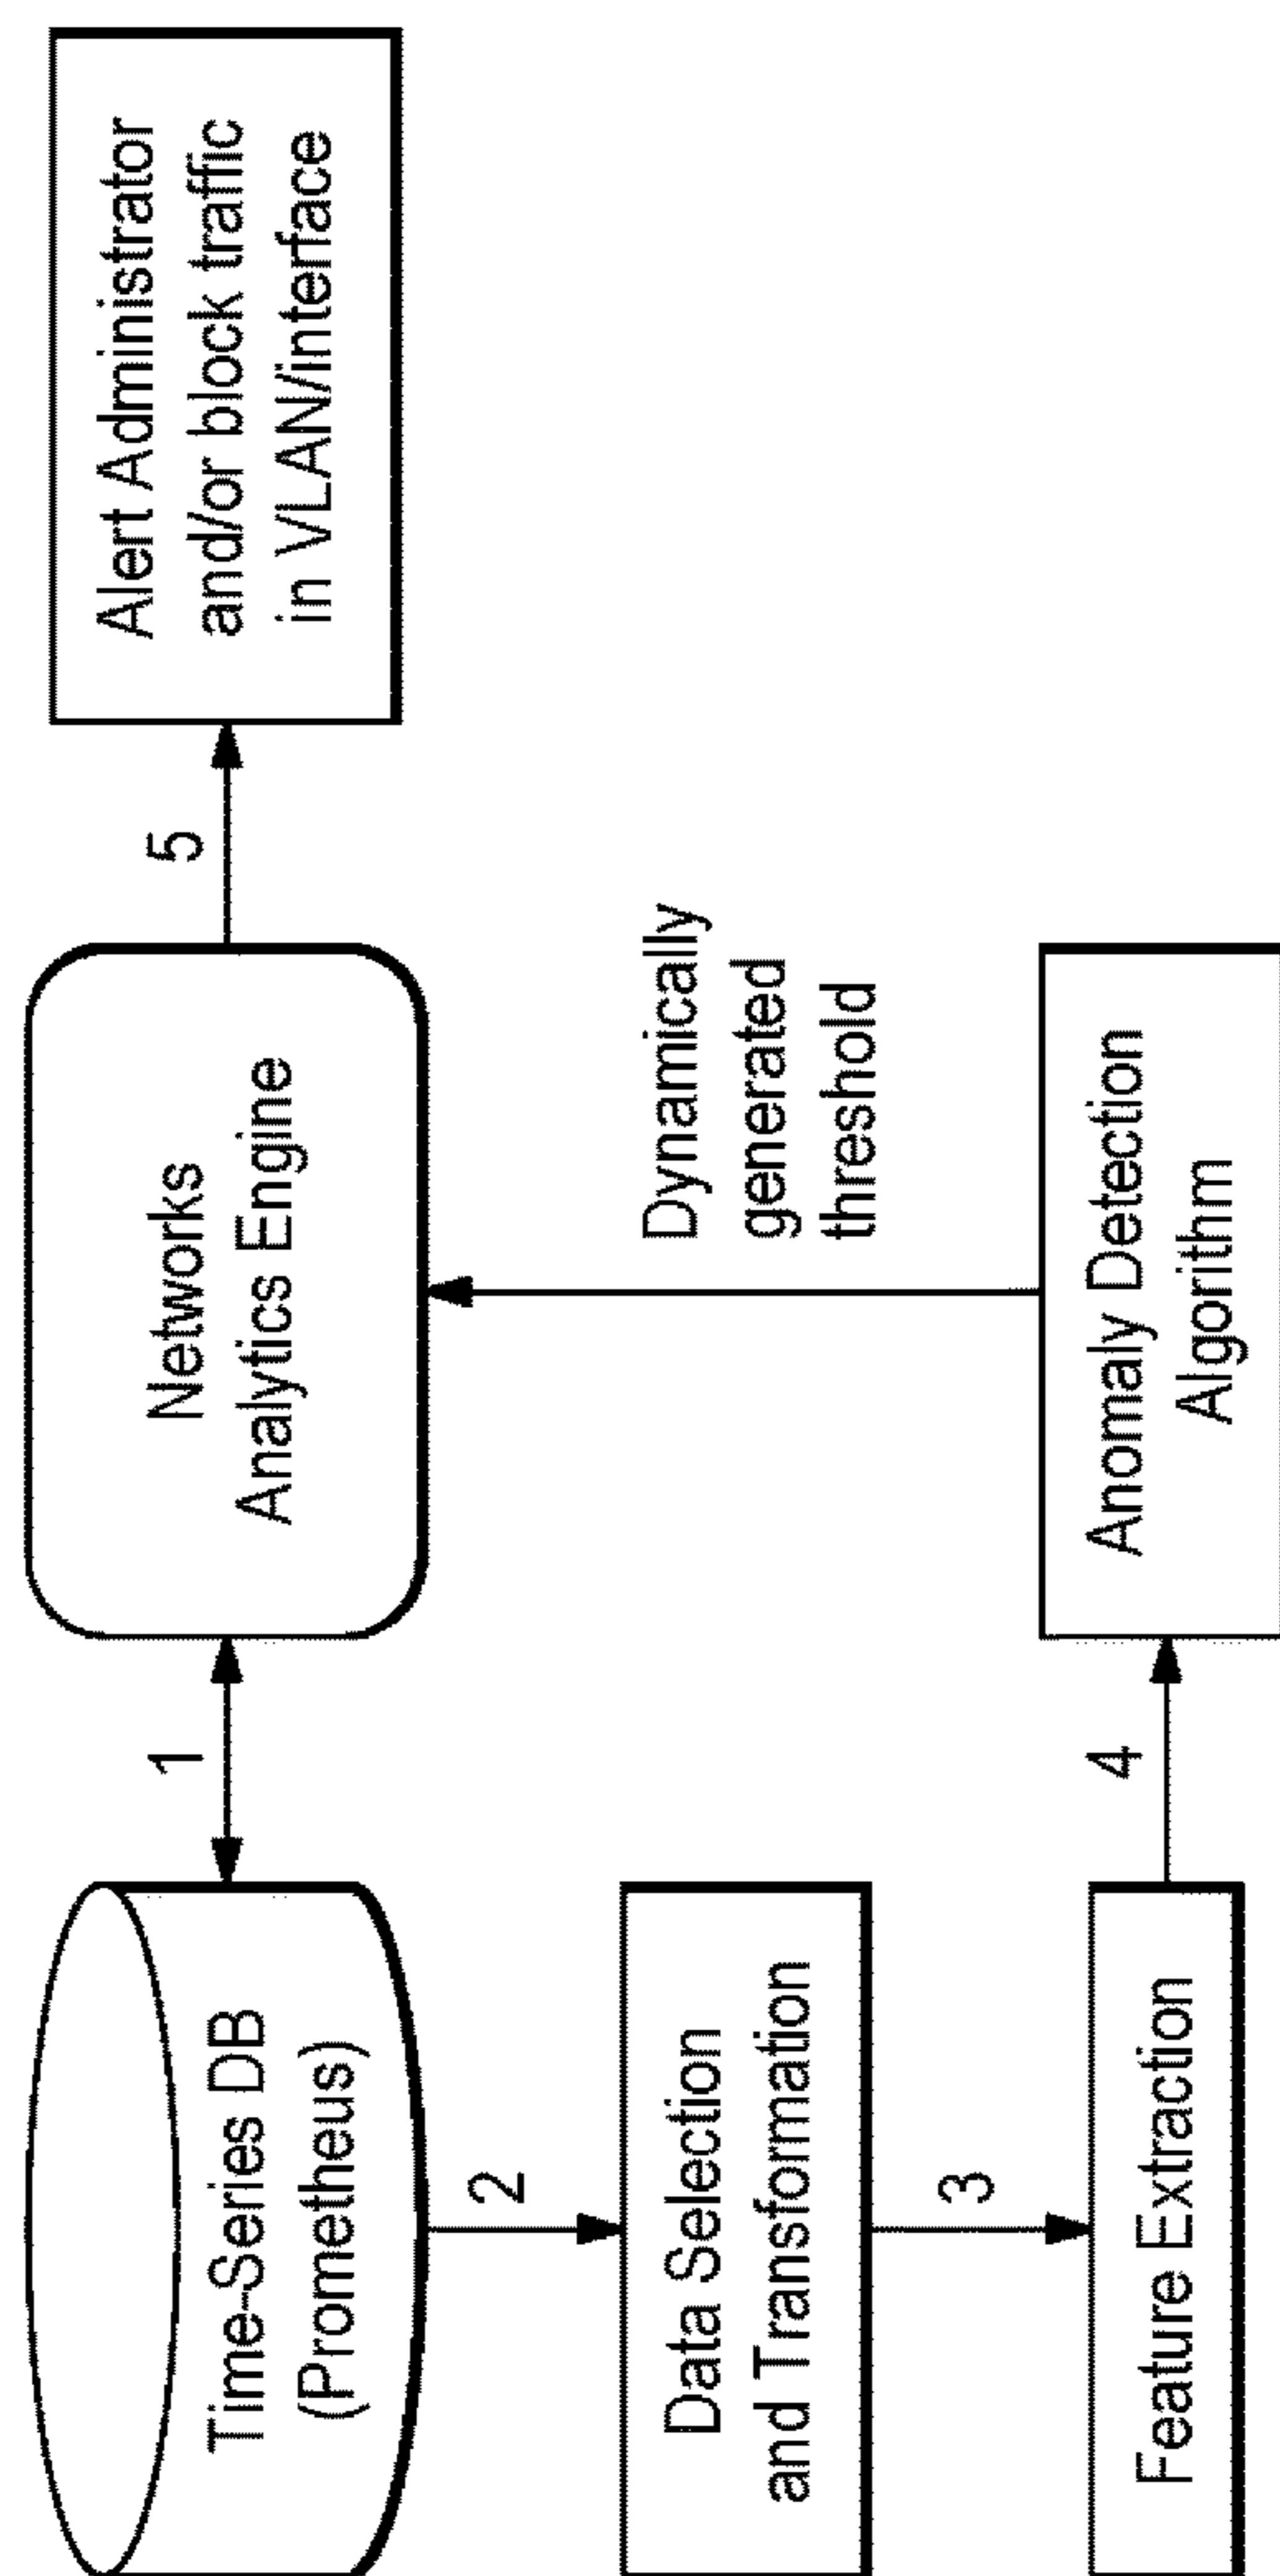 Time-Series DB
(Prometheus)
1
Networks
Analytics Engine
5
Alert Administrator
and/or block traffic
in VLAN/interface
2
Data Selection
and Transformation
Dynamically
generated
threshold
3
Feature Extraction
4
Anomaly Detection
Algorithm